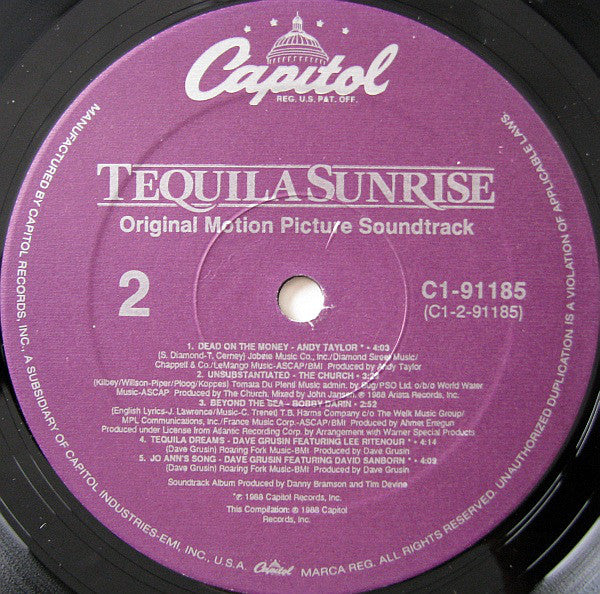 Capitol
REG. U.S. PAT. OFF.
TEQUILA SUNRISE
Original Motion Picture Soundtrack
2
C1-91185
(C1-2-91185)
1. DEAD ON THE MONEY - ANDY TAYLOR * • 4:03
(S. Diamond-T. Cerney) Jobete Music Co., Inc./Diamond Street Music/
Chappell & Co./LeMango Music-ASCAP/BMI Produced by Andy Taylor
2. UNSUBSTANTIATED - THE CHURCH • 3:25
(Kilbey/Willson-Piper/Ploog/Koppes) Tomata Du Plenti Music admin. by Bug/PSO Ltd. o/b/o World Water
Music-ASCAP Produced by The Church, Mixed by John Jansen. ℗ 1988 Arista Records, Inc.
3. BEYOND THE SEA - BOBBY DARIN • 2:52
(English Lyrics-J. Lawrence/Music-C. Trenet) T.B. Harms Company c/o The Welk Music Group/
MPL Communications, Inc./France Music Corp.-ASCAP/BMI Produced by Ahmet Ertegun
Produced under License from Atlantic Recording Corp. by Arrangement with Warner Special Products
4. TEQUILA DREAMS - DAVE GRUSIN FEATURING LEE RITENOUR * • 4:14
(Dave Grusin) Roaring Fork Music-BMI Produced by Dave Grusin
5. JO ANN'S SONG - DAVE GRUSIN FEATURING DAVID SANBORN * • 4:09
(Dave Grusin) Roaring Fork Music-BMI Produced by Dave Grusin
Soundtrack Album Produced by Danny Bramson and Tim Devine
*℗ 1988 Capitol Records, Inc.
This Compilation: ℗ 1988 Capitol
Records, Inc.
MANUFACTURED BY CAPITOL RECORDS, INC., A SUBSIDIARY OF CAPITOL INDUSTRIES-EMI, INC., U.S.A.
Capitol
MARCA REG. ALL RIGHTS RESERVED. UNAUTHORIZED DUPLICATION IS A VIOLATION OF APPLICABLE LAWS.